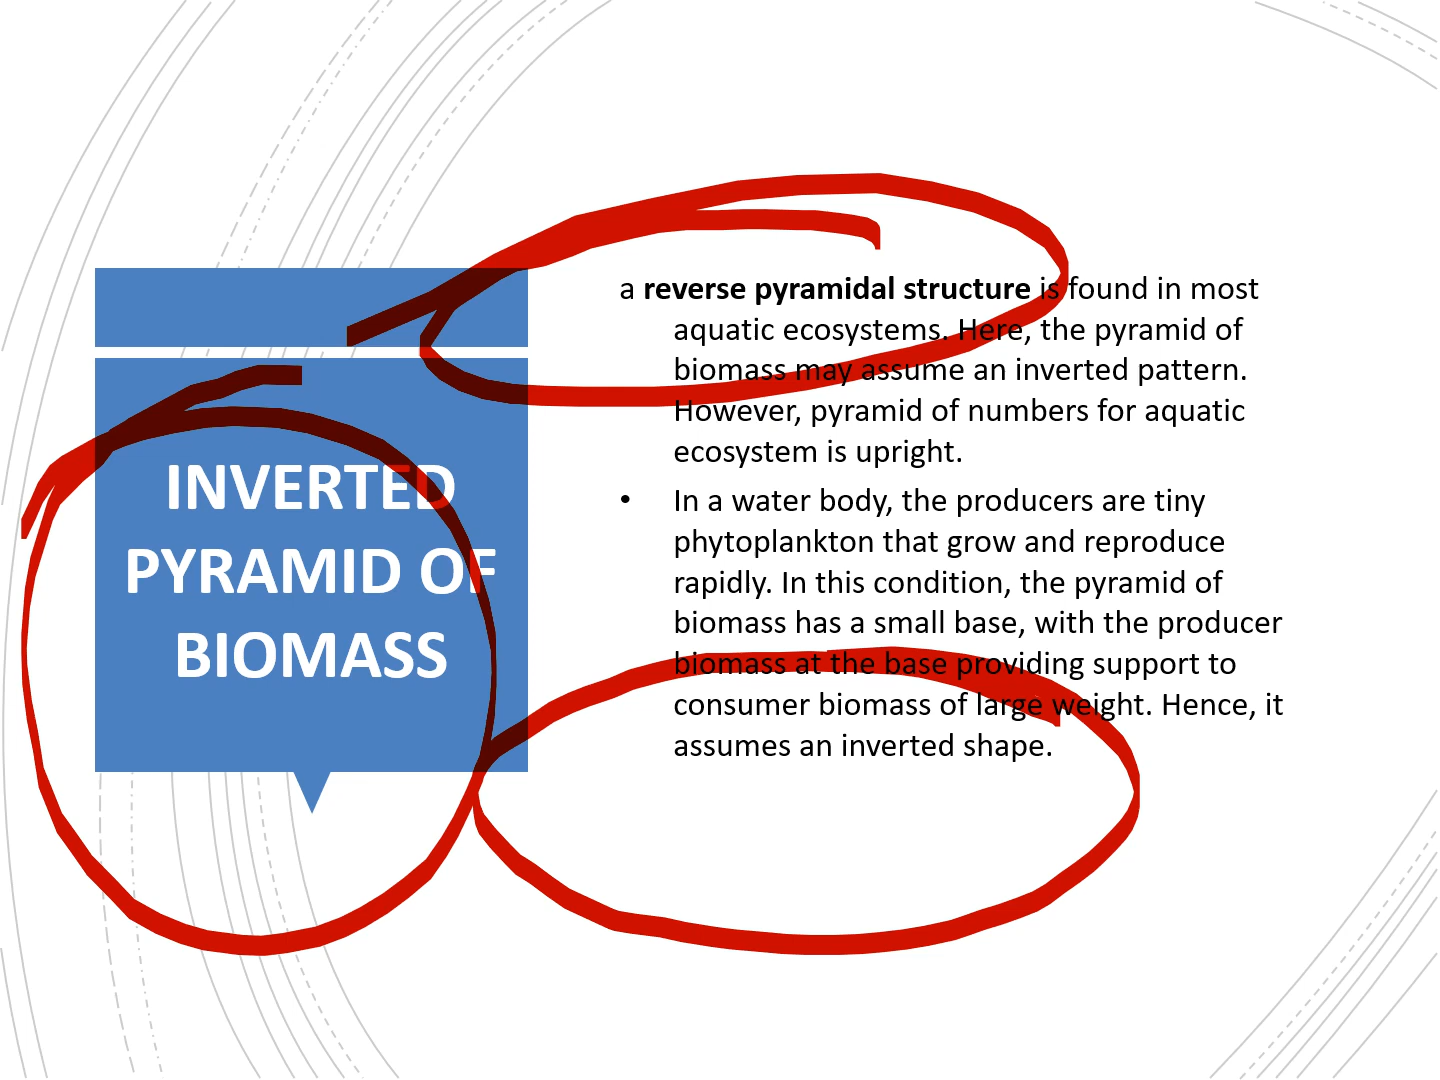 INVERTED
PYRAMID OF
BIOMASS
a reverse pyramidal structure is found in most
aquatic ecosystems. Here, the pyramid of
biomass may assume an inverted pattern.
However, pyramid of numbers for aquatic
ecosystem is upright.
• In a water body, the producers are tiny
phytoplankton that grow and reproduce
rapidly. In this condition, the pyramid of
biomass has a small base, with the producer
biomass at the base providing support to
consumer biomass of large weight. Hence, it
assumes an inverted shape.